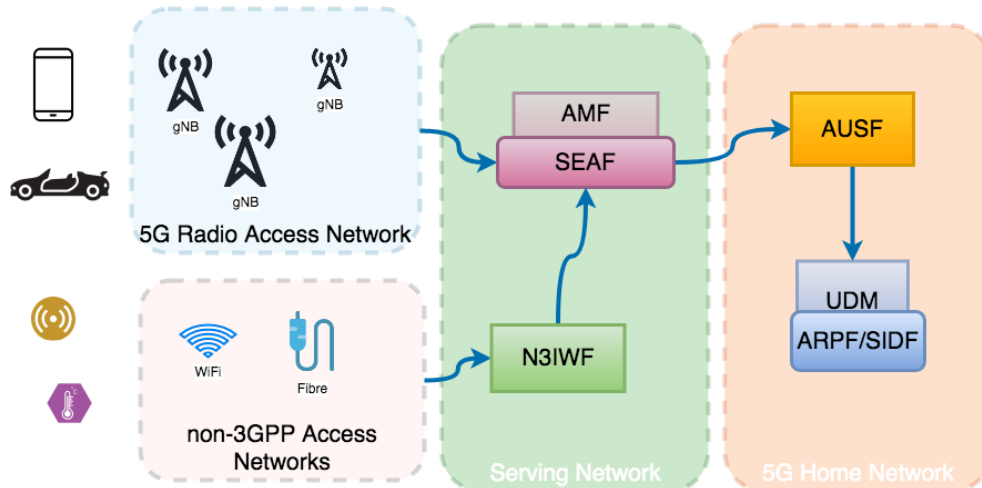 gNB
gNB
gNB
5G Radio Access Network
WiFi
Fibre
non-3GPP Access
Networks
AMF
SEAF
N3IWF
Serving Network
AUSF
UDM
ARPF/SIDF
5G Home Network
°C